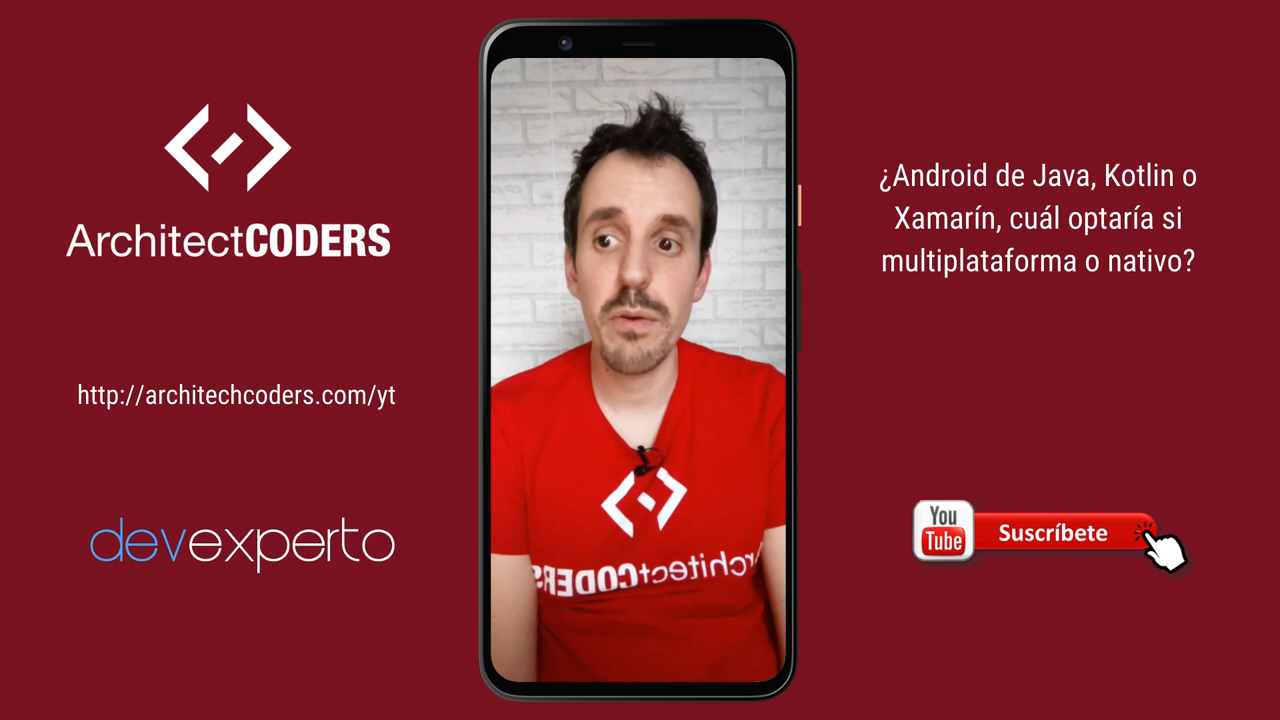 ArchitectCODERS
http://architechcoders.com/yt
devexperto
ArchitectCODERS
¿Android de Java, Kotlin o
Xamarín, cuál optaría si
multiplataforma o nativo?
You
Tube
Suscríbete